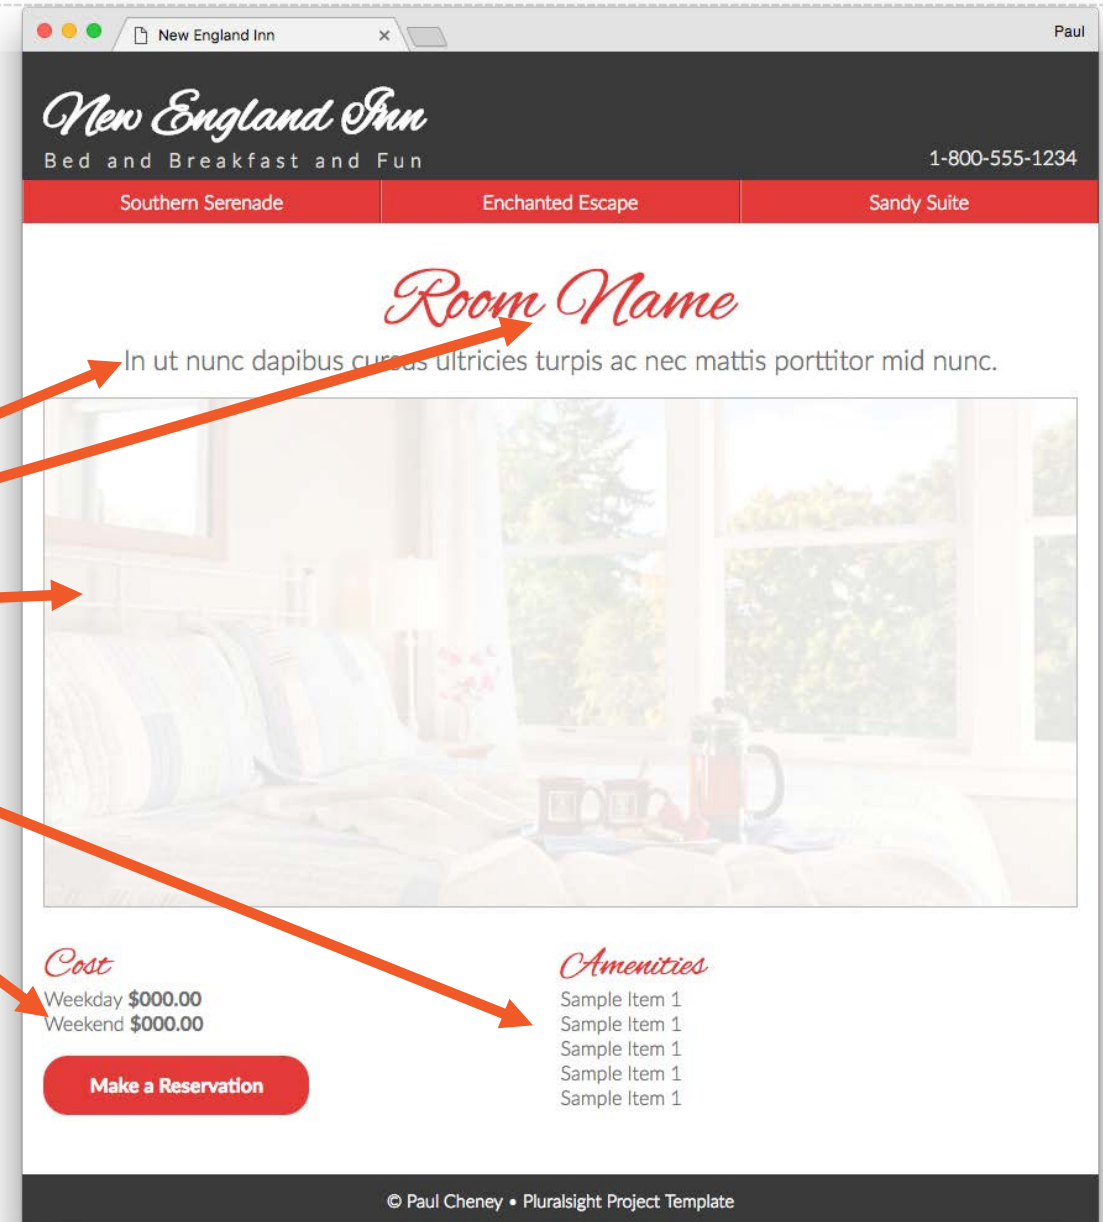 New England Inn
Paul
New England Inn
Bed and Breakfast and Fun
1-800-555-1234
Southern Serenade
Enchanted Escape
Sandy Suite
Room Name
In ut nunc dapibus cursus ultricies turpis ac nec mattis porttitor mid nunc.
Cost
Weekday $000.00
Weekend $000.00
Make a Reservation
Amenities
Sample Item 1
Sample Item 1
Sample Item 1
Sample Item 1
Sample Item 1
© Paul Cheney • Pluralsight Project Template